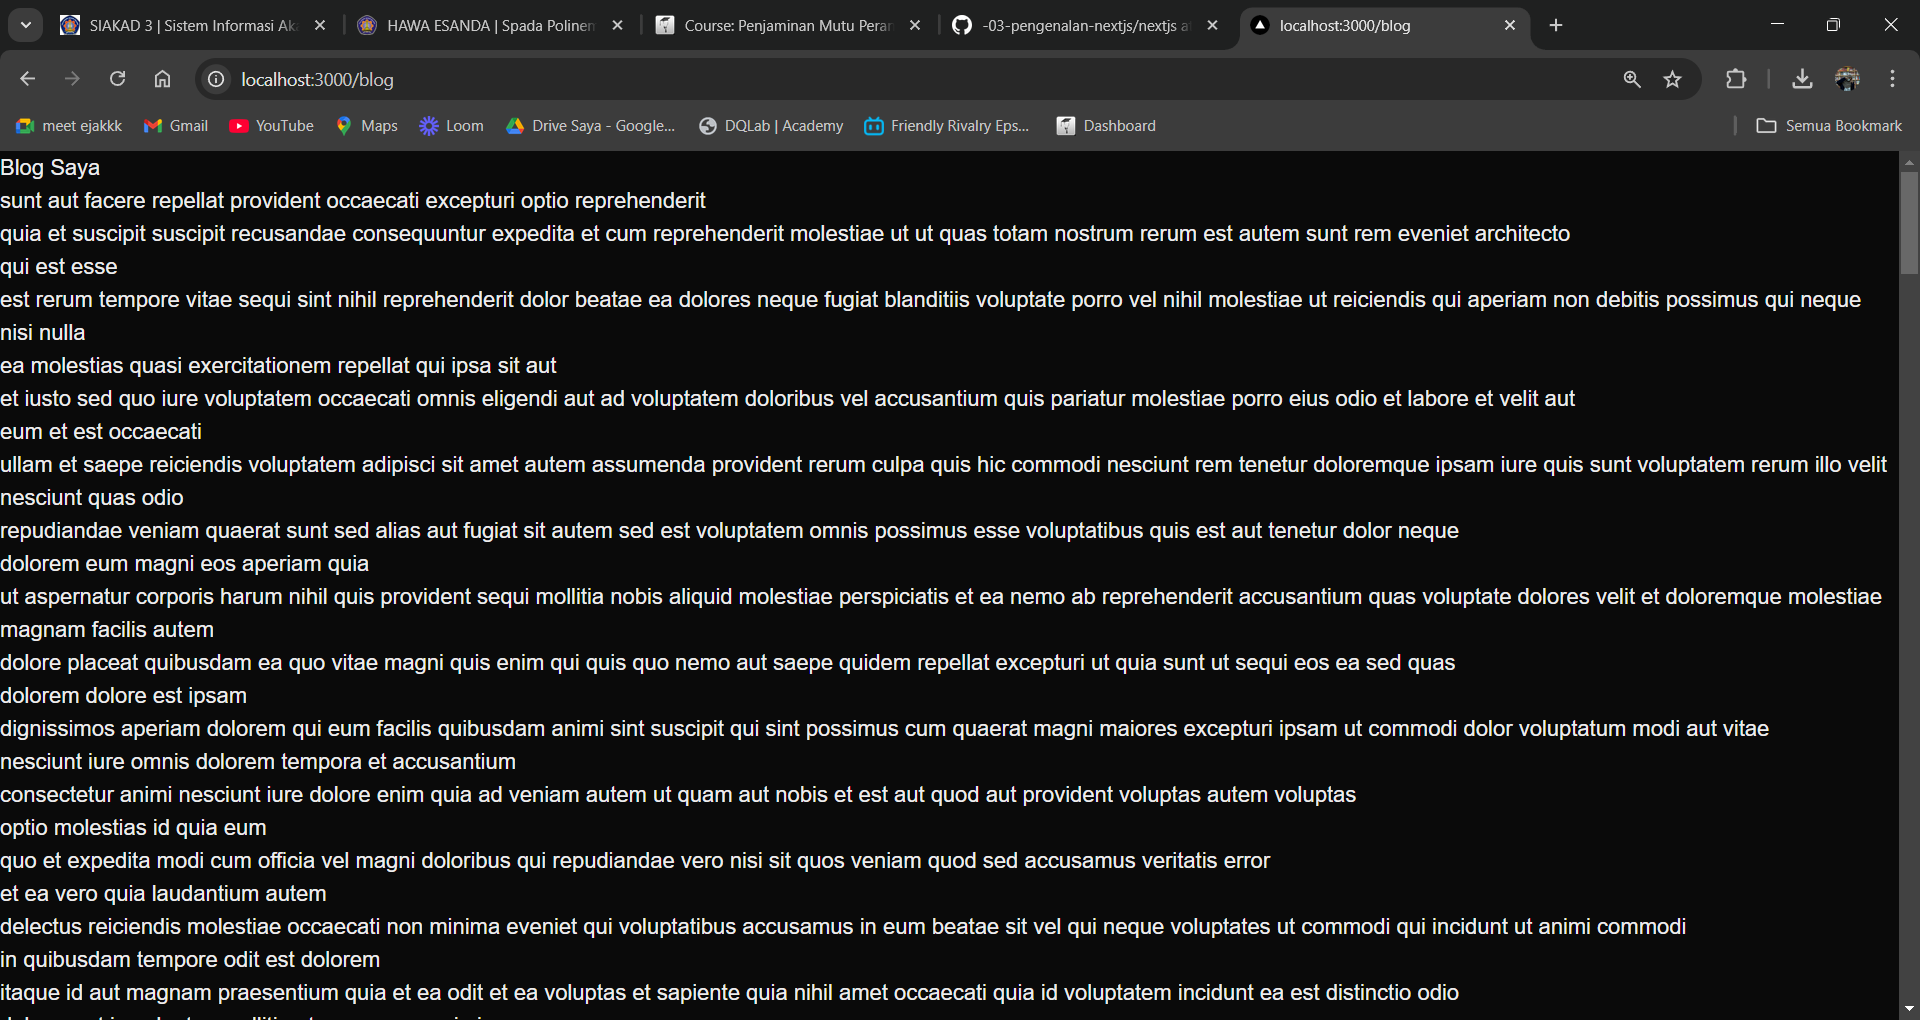 SIAKAD 3 | Sistem Informasi Aka
HAWA ESANDA | Spada Polinem
Course: Penjaminan Mutu Peran
-03-pengenalan-nextjs/nextjs a
localhost:3000/blog
localhost:3000/blog
meet ejakkk
Gmail
YouTube
Maps
Loom
Drive Saya - Google...
DQLab | Academy
Friendly Rivalry Eps...
Dashboard
Semua Bookmark
Blog Saya
sunt aut facere repellat provident occaecati excepturi optio reprehenderit
quia et suscipit suscipit recusandae consequuntur expedita et cum reprehenderit molestiae ut ut quas totam nostrum rerum est autem sunt rem eveniet architecto
qui est esse
est rerum tempore vitae sequi sint nihil reprehenderit dolor beatae ea dolores neque fugiat blanditiis voluptate porro vel nihil molestiae ut reiciendis qui aperiam non debitis possimus qui neque
nisi nulla
ea molestias quasi exercitationem repellat qui ipsa sit aut
et iusto sed quo iure voluptatem occaecati omnis eligendi aut ad voluptatem doloribus vel accusantium quis pariatur molestiae porro eius odio et labore et velit aut
eum et est occaecati
ullam et saepe reiciendis voluptatem adipisci sit amet autem assumenda provident rerum culpa quis hic commodi nesciunt rem tenetur doloremque ipsam iure quis sunt voluptatem rerum illo velit
nesciunt quas odio
repudiandae veniam quaerat sunt sed alias aut fugiat sit autem sed est voluptatem omnis possimus esse voluptatibus quis est aut tenetur dolor neque
dolorem eum magni eos aperiam quia
ut aspernatur corporis harum nihil quis provident sequi mollitia nobis aliquid molestiae perspiciatis et ea nemo ab reprehenderit accusantium quas voluptate dolores velit et doloremque molestiae
magnam facilis autem
dolore placeat quibusdam ea quo vitae magni quis enim qui quis quo nemo aut saepe quidem repellat excepturi ut quia sunt ut sequi eos ea sed quas
dolorem dolore est ipsam
dignissimos aperiam dolorem qui eum facilis quibusdam animi sint suscipit qui sint possimus cum quaerat magni maiores excepturi ipsam ut commodi dolor voluptatum modi aut vitae
nesciunt iure omnis dolorem tempora et accusantium
consectetur animi nesciunt iure dolore enim quia ad veniam autem ut quam aut nobis et est aut quod aut provident voluptas autem voluptas
optio molestias id quia eum
quo et expedita modi cum officia vel magni doloribus qui repudiandae vero nisi sit quos veniam quod sed accusamus veritatis error
et ea vero quia laudantium autem
delectus reiciendis molestiae occaecati non minima eveniet qui voluptatibus accusamus in eum beatae sit vel qui neque voluptates ut commodi qui incidunt ut animi commodi
in quibusdam tempore odit est dolorem
itaque id aut magnam praesentium quia et ea odit et ea voluptas et sapiente quia nihil amet occaecati quia id voluptatem incidunt ea est distinctio odio